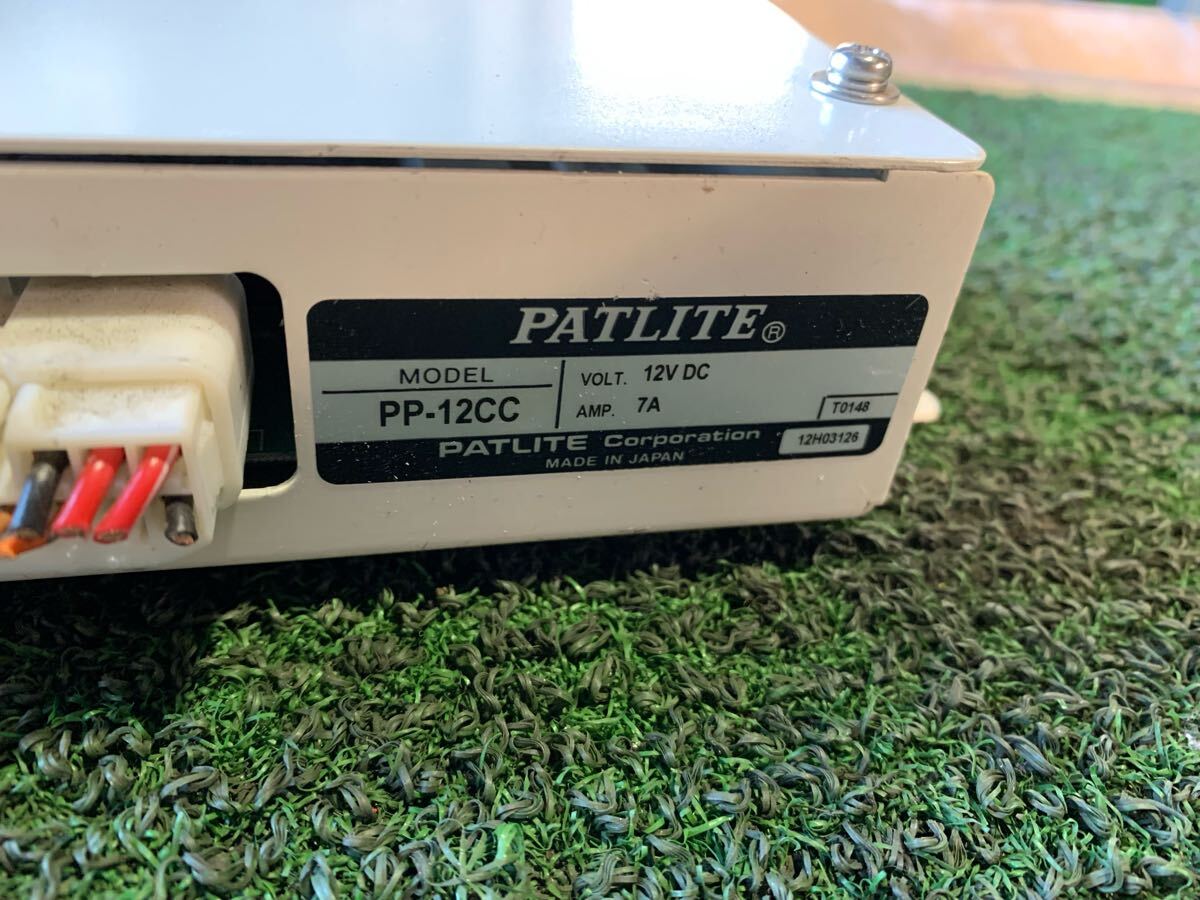 PATLITE®
MODEL
PP-12CC
VOLT. 12V DC
AMP. 7A
T0148
12H03126
PATLITE Corporation
MADE IN JAPAN